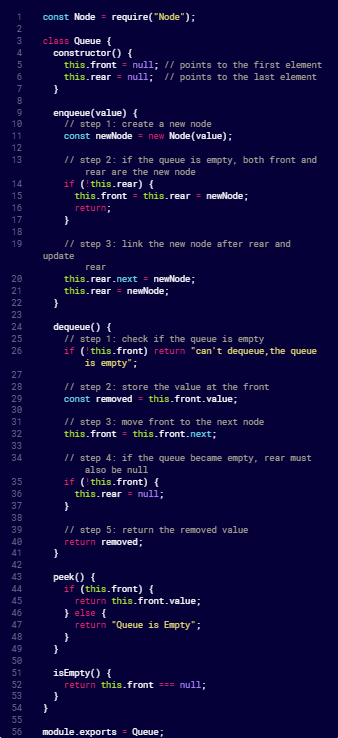 1 const Node = require("Node");
2
3 class Queue {
4 constructor() {
5 this.front = null; // points to the first element
6 this.rear = null;  // points to the last element
7 }
8
9 enqueue(value) {
10 // step 1: create a new node
11 const newNode = new Node(value);
12
13 // step 2: if the queue is empty, both front and
rear are the new node
14 if (!this.rear) {
15 this.front = this.rear = newNode;
16 return;
17 }
18
19 // step 3: link the new node after rear and
update
rear
20 this.rear.next = newNode;
21 this.rear = newNode;
22 }
23
24 dequeue() {
25 // step 1: check if the queue is empty
26 if (!this.front) return "can't dequeue,the queue
is empty";
27
28 // step 2: store the value at the front
29 const removed = this.front.value;
30
31 // step 3: move front to the next node
32 this.front = this.front.next;
33
34 // step 4: if the queue became empty, rear must
also be null
35 if (!this.front) {
36 this.rear = null;
37 }
38
39 // step 5: return the removed value
40 return removed;
41 }
42
43 peek() {
44 if (this.front) {
45 return this.front.value;
46 } else {
47 return "Queue is Empty";
48 }
49 }
50
51 isEmpty() {
52 return this.front === null;
53 }
54 }
55
56 module.exports = Queue;